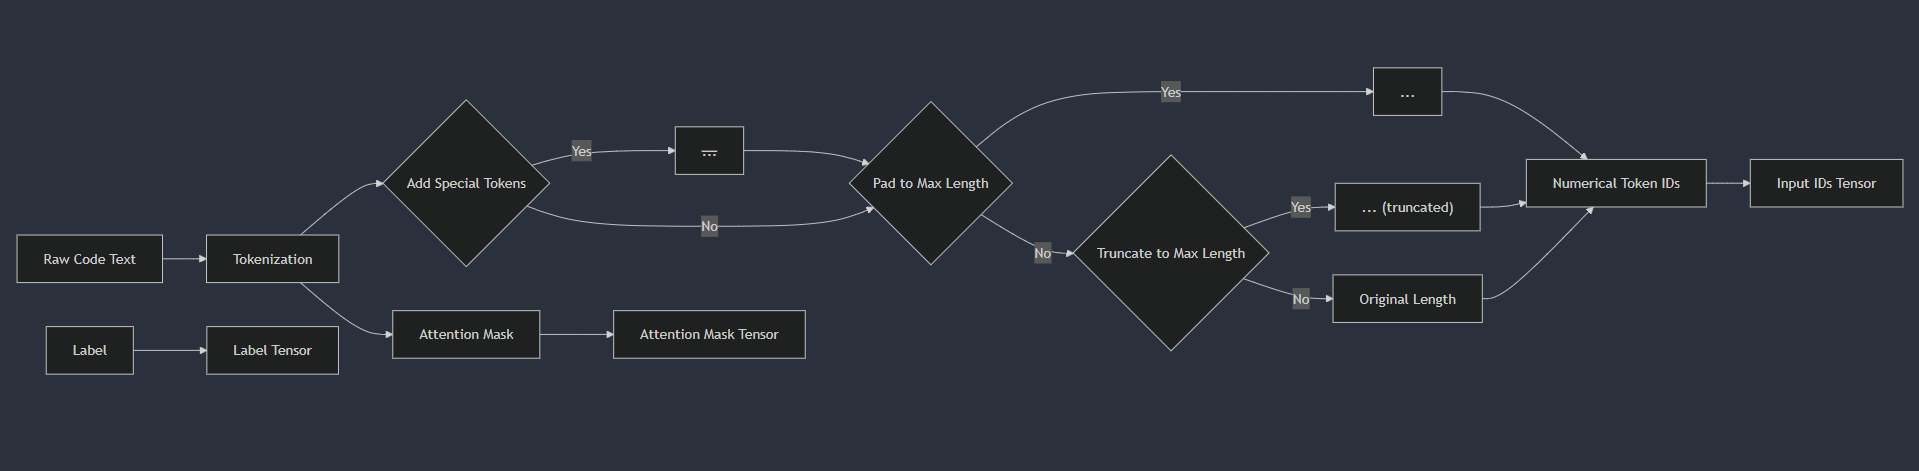 Raw Code Text
Tokenization
Add Special Tokens
Yes
...
No
Pad to Max Length
Yes
...
No
Truncate to Max Length
Yes
... (truncated)
No
Original Length
Numerical Token IDs
Input IDs Tensor
Attention Mask
Attention Mask Tensor
Label
Label Tensor